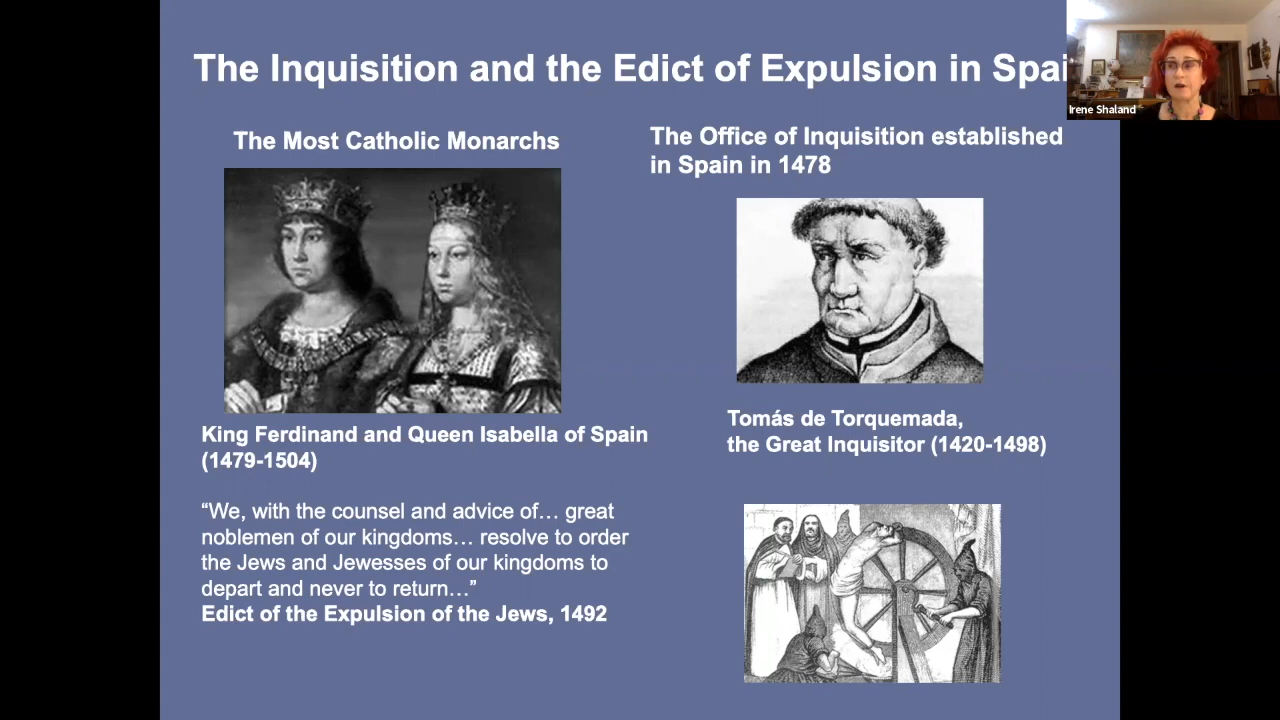 The Inquisition and the Edict of Expulsion in Spai
Irene Shaland
The Most Catholic Monarchs
King Ferdinand and Queen Isabella of Spain
(1479-1504)
“We, with the counsel and advice of… great
noblemen of our kingdoms… resolve to order
the Jews and Jewesses of our kingdoms to
depart and never to return…”
Edict of the Expulsion of the Jews, 1492
The Office of Inquisition established
in Spain in 1478
Tomás de Torquemada,
the Great Inquisitor (1420-1498)